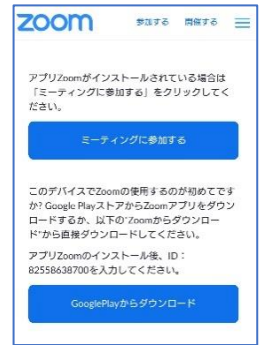 zoom 参加する 開催する
アプリZoomがインストールされている場合は
「ミーティングに参加する」をクリックしてく
ださい。
ミーティングに参加する
このデバイスでZoomの使用するのが初めてです
か? Google PlayストアからZoomアプリをダウン
ロードするか、以下の"Zoomからダウンロー
ド"から直接ダウンロードしてください。
アプリZoomのインストール後、ID：
82558638700を入力してください。
GooglePlayからダウンロード